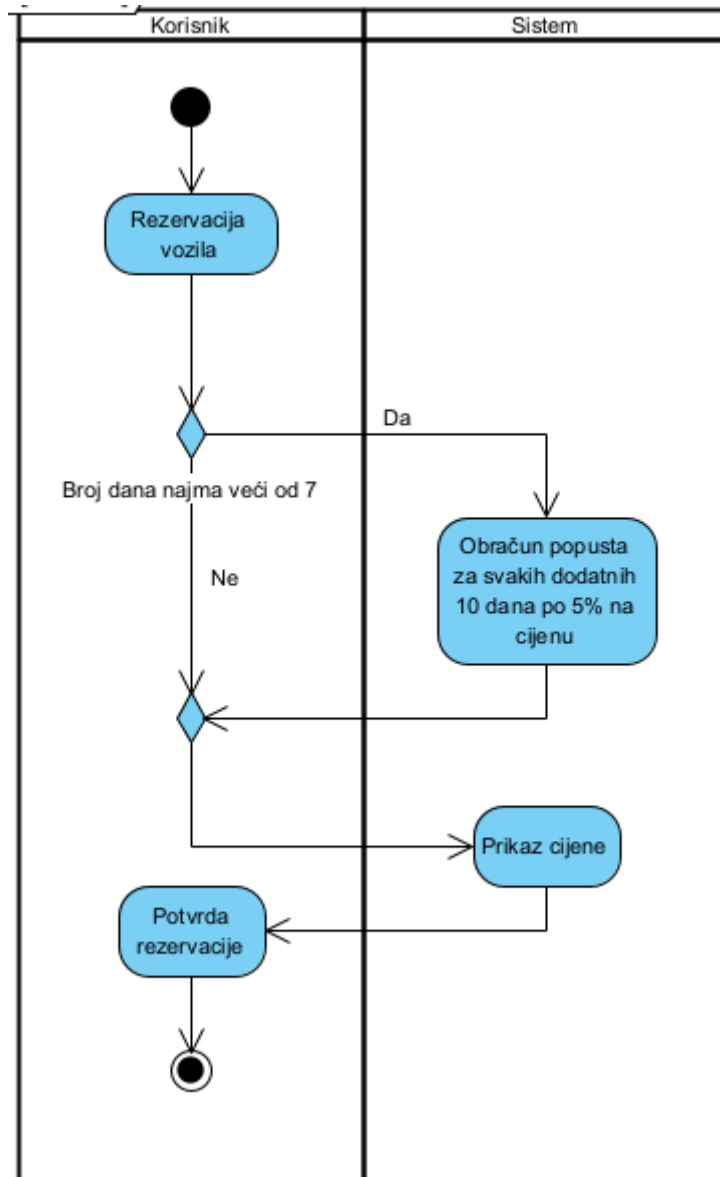 Korisnik
Sistem
Rezervacija
vozila
Da
Broj dana najma veći od 7
Ne
Obračun popusta
za svakih dodatnih
10 dana po 5% na
cijenu
Prikaz cijene
Potvrda
rezervacije